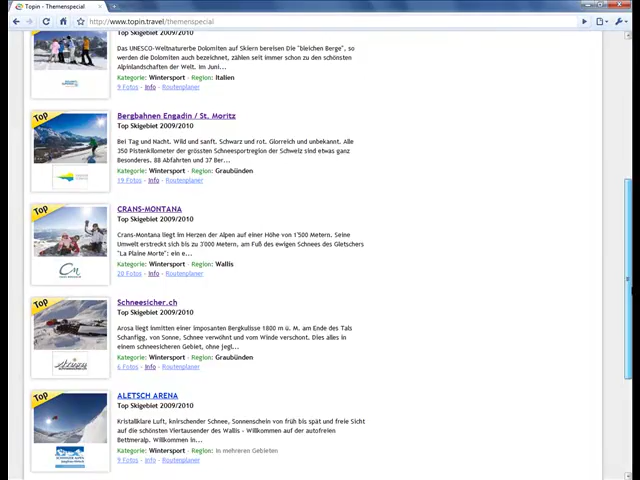 Topin - Themenspecial
http://www.topin.travel/themenspecial
Top Skigebiet 2009/2010
Das UNESCO-Weltnaturerbe Dolomiten auf Skiern bereisen Die "bleichen Berge", so
werden die Dolomiten auch bezeichnet, zählen seit immer schon zu den schönsten
Alpinlandschaften der Welt. Im Juni...
Kategorie: Wintersport - Region: Italien
9 Fotos - Info - Routenplaner
Top
Bergbahnen Engadin / St. Moritz
Top Skigebiet 2009/2010
Bei Tag und Nacht. Wild und sanft. Schwarz und rot. Glorreich und unbekannt. Alle
350 Pistenkilometer der grössten Schneesportregion der Schweiz sind etwas ganz
Besonderes. 88 Abfahrten und 37 Ber...
Kategorie: Wintersport - Region: Graubünden
19 Fotos - Info - Routenplaner
Top
CRANS-MONTANA
Top Skigebiet 2009/2010
Crans-Montana liegt im Herzen der Alpen auf einer Höhe von 1'500 Metern. Seine
Umwelt erstreckt sich bis zu 3'000 Metern, am Fuß des ewigen Schnees des Gletschers
"La Plaine Morte": ein e...
Kategorie: Wintersport - Region: Wallis
20 Fotos - Info - Routenplaner
Top
Schneesicher.ch
Top Skigebiet 2009/2010
Arosa liegt inmitten einer imposanten Bergkulisse 1800 m ü. M. am Ende des Tals
Schanfigg, von Sonne, Schnee verwöhnt und vom Winde verschont. Dies alles in
einem schneesicheren Gebiet, ohne jegl...
Kategorie: Wintersport - Region: Graubünden
6 Fotos - Info - Routenplaner
Top
ALETSCH ARENA
Top Skigebiet 2009/2010
Kristallklare Luft, knirschender Schnee, Sonnenschein von früh bis spät und freie Sicht
auf die schönsten Viertausender des Wallis - Willkommen auf der autofreien
Bettmeralp. Willkommen in...
Kategorie: Wintersport - Region: In mehreren Gebieten
9 Fotos - Info - Routenplaner